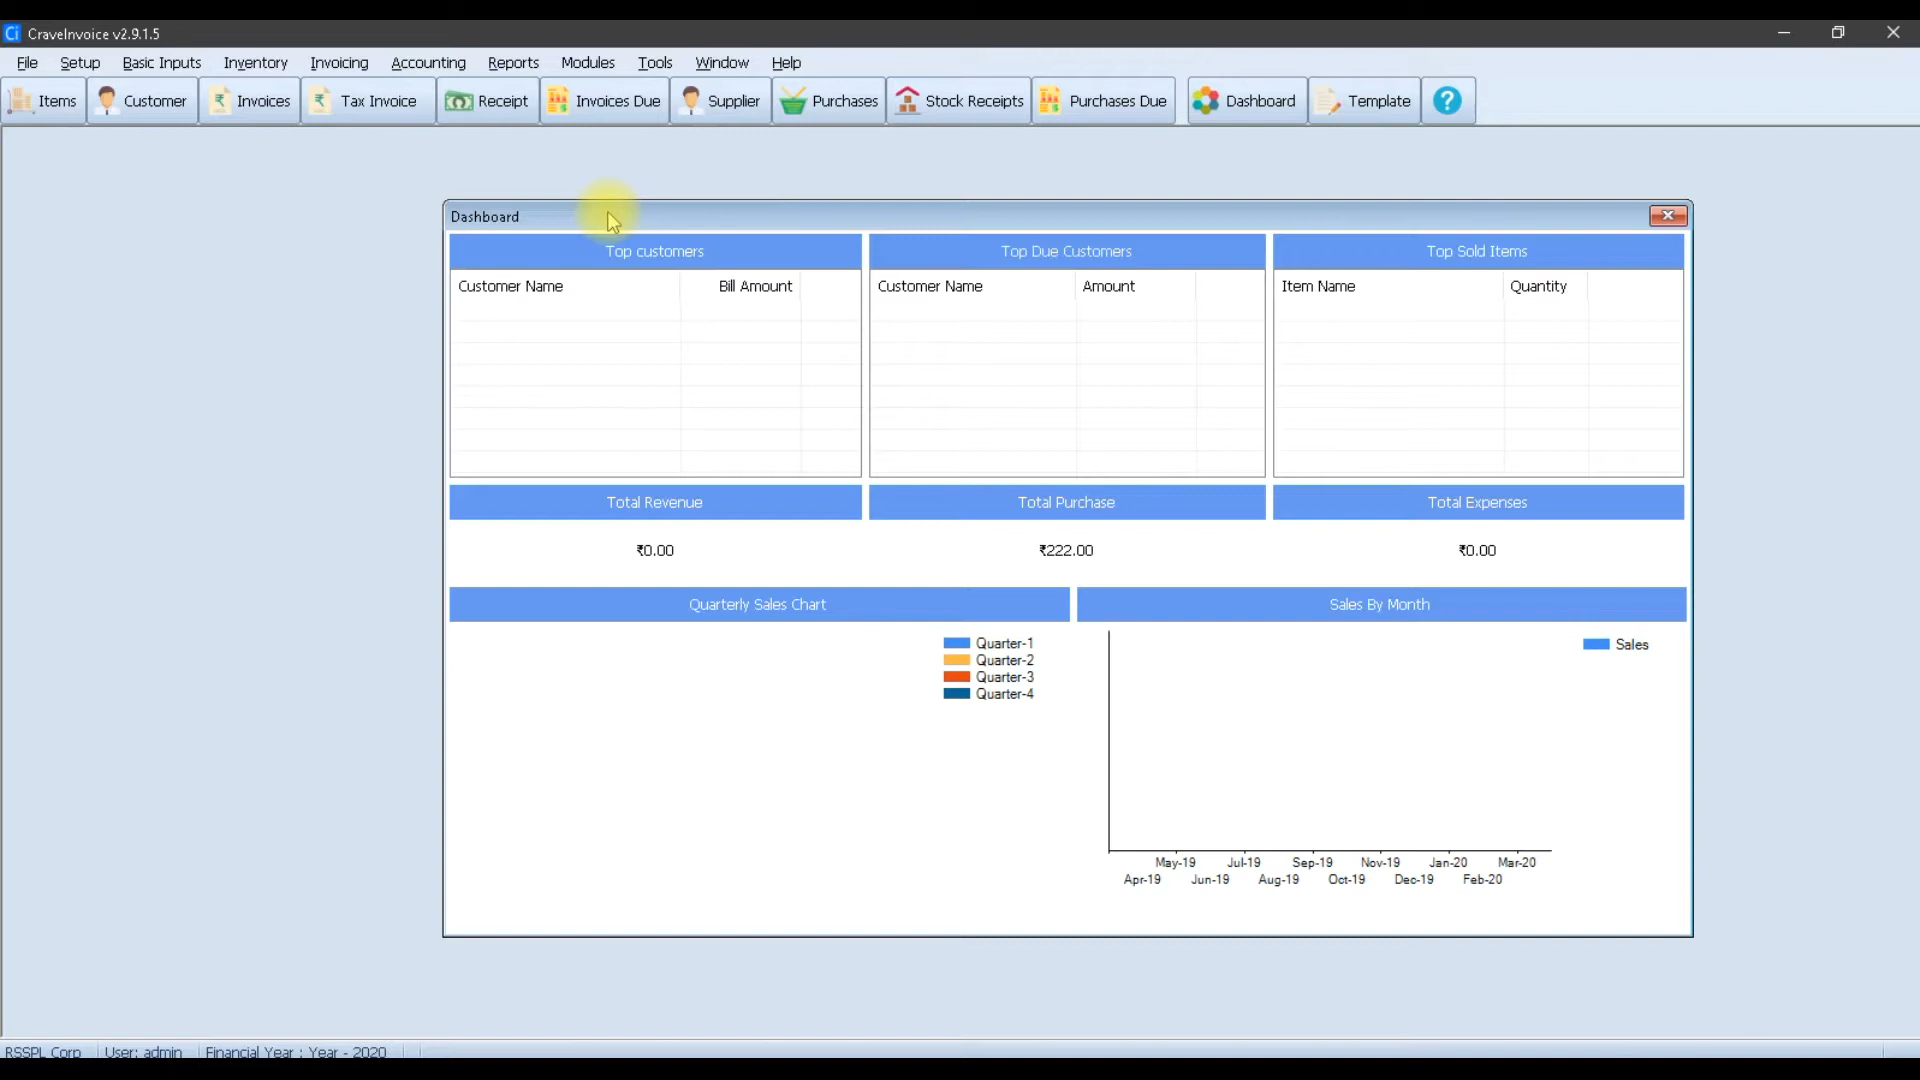 Ci CraveInvoice v2.9.1.5
File Setup Basic Inputs Inventory Invoicing Accounting Reports Modules Tools Window Help
Items Customer Invoices Tax Invoice Receipt Invoices Due Supplier Purchases Stock Receipts Purchases Due Dashboard Template ?
Dashboard
Top customers Top Due Customers Top Sold Items
Customer Name Bill Amount Customer Name Amount Item Name Quantity
Total Revenue Total Purchase Total Expenses
₹0.00 ₹222.00 ₹0.00
Quarterly Sales Chart Sales By Month
Quarter-1
Quarter-2
Quarter-3
Quarter-4
Sales
May-19 Jul-19 Sep-19 Nov-19 Jan-20 Mar-20
Apr-19 Jun-19 Aug-19 Oct-19 Dec-19 Feb-20
RSSPL Corp User: admin Financial Year : Year - 2020